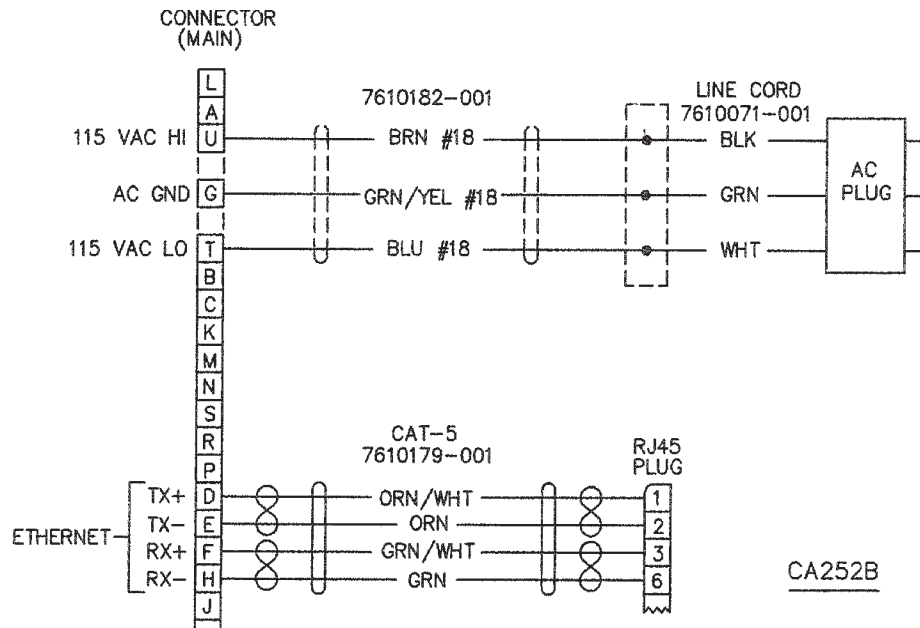 CONNECTOR
(MAIN)
L
A
7610182-001
LINE CORD
7610071-001
115 VAC HI U BRN #18 BLK
AC GND G GRN/YEL #18 GRN
AC
PLUG
115 VAC LO T BLU #18 WHT
B
C
K
M
N
S
R
P
CAT-5
7610179-001
RJ45
PLUG
ETHERNET
TX+ D ORN/WHT 1
TX- E ORN 2
RX+ F GRN/WHT 3
RX- H GRN 6
J
CA252B